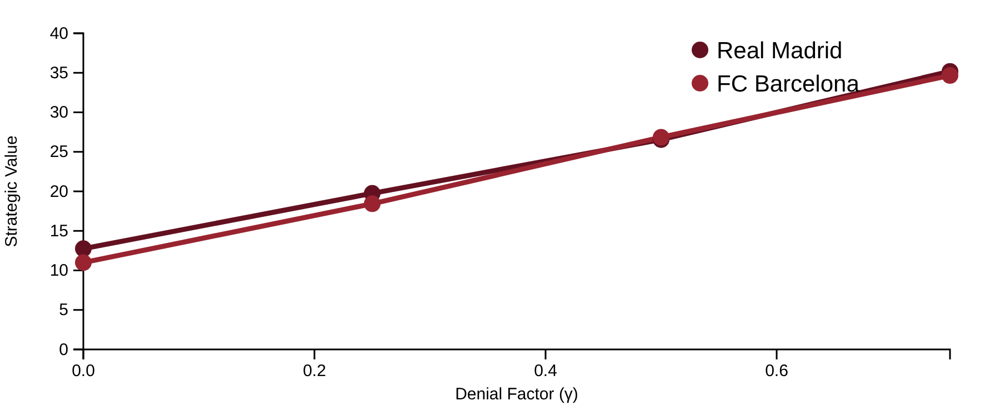 40
35
30
25
20
15
10
5
0
Strategic Value
0.0 0.2 0.4 0.6
Denial Factor (γ)
Real Madrid
FC Barcelona